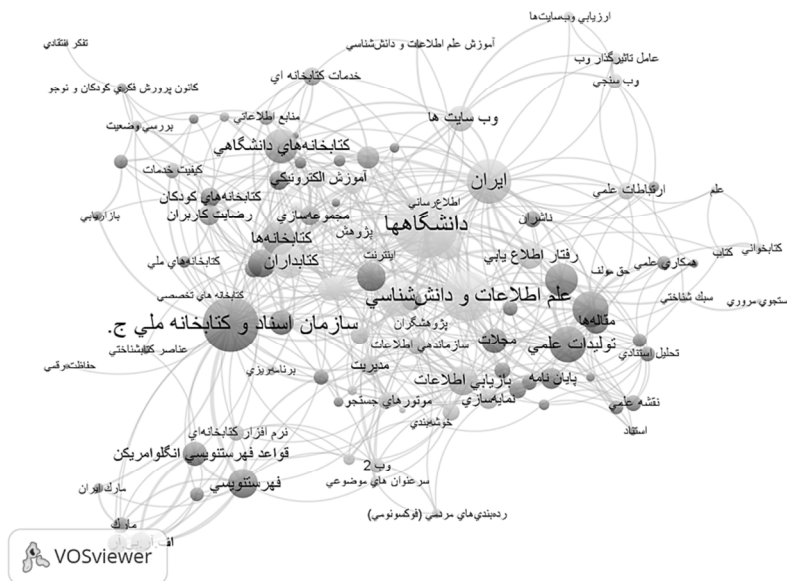 ارزيابي وب‌سايت‌ها
تفكر انتقادي
آموزش علم اطلاعات و دانش‌شناسي
عامل تاثيرگذار وب
خدمات كتابخانه اي
وب سنجي
كانون پرورش فكري كودكان و نوجو
منابع اطلاعاتي
وب سايت ها
بررسي وضعيت
كتابخانه‌هاي دانشگاهي
كيفيت خدمات
آموزش الكترونيكي
ايران
ارتباطات علمي
علم
كتابخانه‌هاي كودكان
اطلاع‌رساني
بازاريابي
رضايت كاربران
مجموعه‌سازي
دانشگاهها
ناشران
پژوهش
كتابخانه‌ها
كتابخواني
كتاب
كتابخانه‌هاي ملي
كتابداران
اينترنت
رفتار اطلاع يابي
همكاري علمي
حق مولف
كتابخانه هاي تخصصي
علم اطلاعات و دانش‌شناسي
سبك شناختي
ستجوي مروري
سازمان اسناد و كتابخانه ملي ج.
پژوهشگران
مقاله‌ها
عناصر كتابشناختي
سازماندهي اطلاعات
مجلات
توليدات علمي
تحليل استنادي
حفاظت رقمي
برنامه‌ريزي
مديريت
بازيابي اطلاعات
پايان نامه
موتورهاي جستجو
نمايه‌سازي
نقشه علمي
خوشه‌بندي
استناد
نرم افزار كتابخانه‌اي
قواعد فهرستنويسي انگلوامريكن
وب 2
سرعنوان هاي موضوعي
فهرستنويسي
مارك ايران
رده‌بندي‌هاي مردمي (فوكسونومي)
مارك
VOSviewer